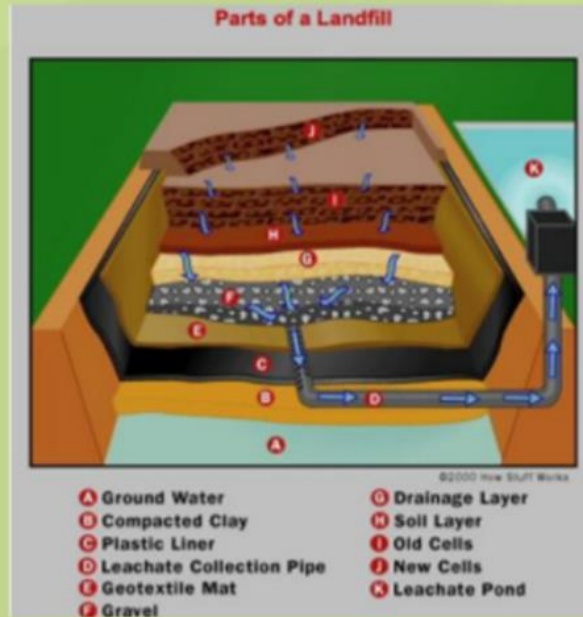 Parts of a Landfill
J
K
I
H
G
F
E
C
B
D
A
©2000 How Stuff Works
A Ground Water
B Compacted Clay
C Plastic Liner
D Leachate Collection Pipe
E Geotextile Mat
F Gravel
G Drainage Layer
H Soil Layer
I Old Cells
J New Cells
K Leachate Pond